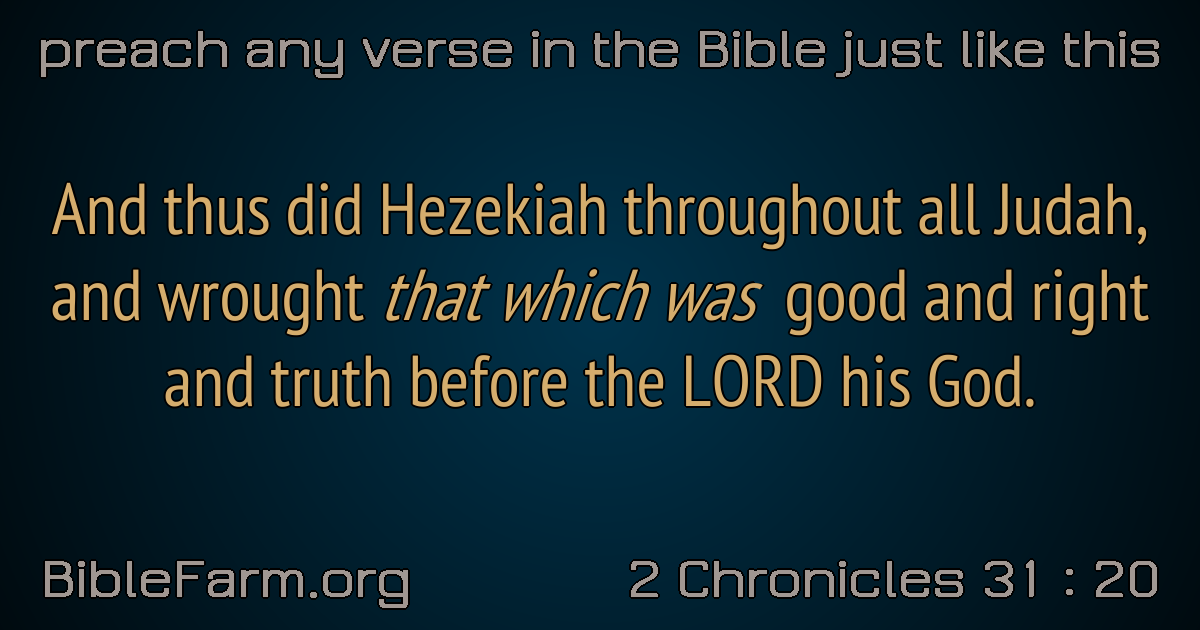 preach any verse in the Bible just like this
And thus did Hezekiah throughout all Judah,
and wrought that which was good and right
and truth before the LORD his God.
BibleFarm.org
2 Chronicles 31 : 20